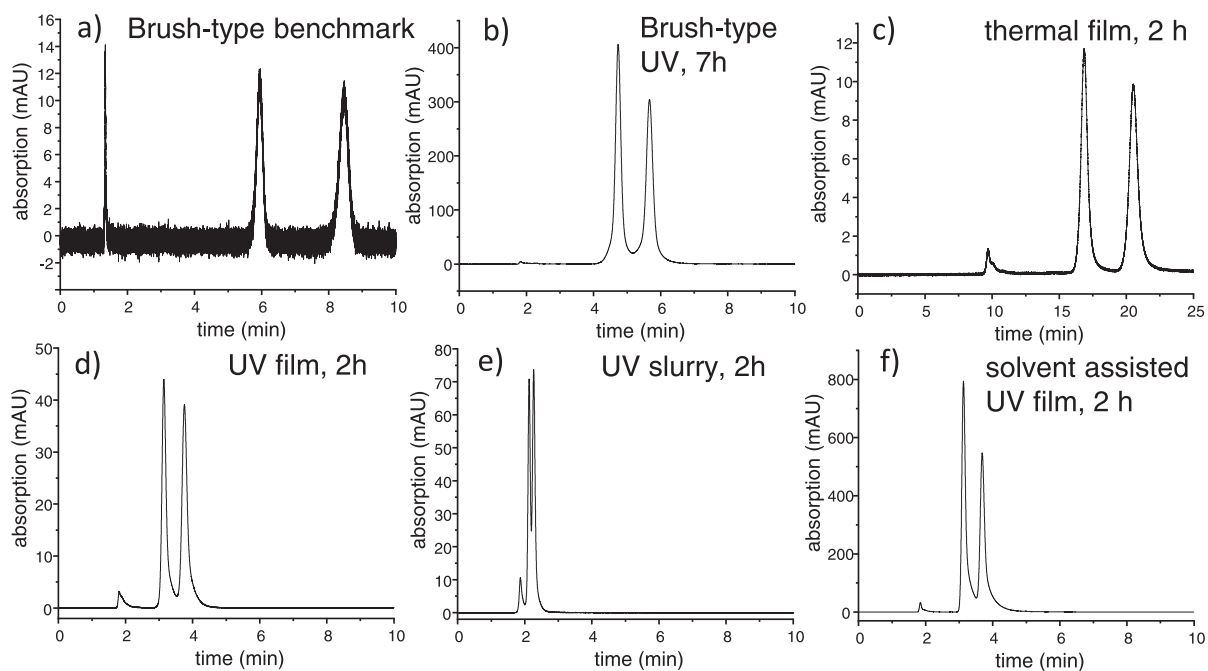 a) Brush-type benchmark
absorption (mAU)
16
14
12
10
8
6
4
2
0
-2
0 2 4 6 8 10
time (min)
b) Brush-type
UV, 7h
absorption (mAU)
400
300
200
100
0
0 2 4 6 8 10
time (min)
c) thermal film, 2 h
absorption (mAU)
12
10
8
6
4
2
0
0 5 10 15 20 25
time (min)
d) UV film, 2h
absorption (mAU)
50
40
30
20
10
0
0 2 4 6 8 10
time (min)
e) UV slurry, 2h
absorption (mAU)
80
70
60
50
40
30
20
10
0
0 2 4 6 8 10
time (min)
f) solvent assisted
UV film, 2 h
absorption (mAU)
800
600
400
200
0
0 2 4 6 8 10
time (min)